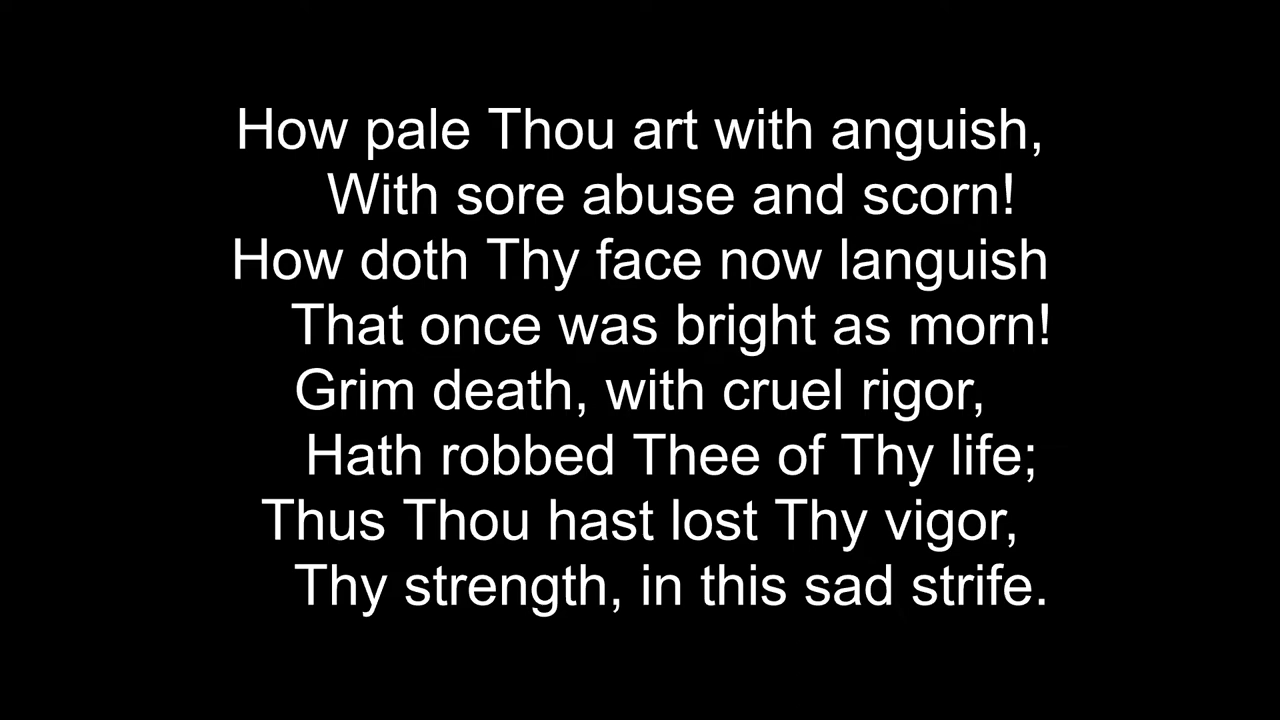 How pale Thou art with anguish,
With sore abuse and scorn!
How doth Thy face now languish
That once was bright as morn!
Grim death, with cruel rigor,
Hath robbed Thee of Thy life;
Thus Thou hast lost Thy vigor,
Thy strength, in this sad strife.